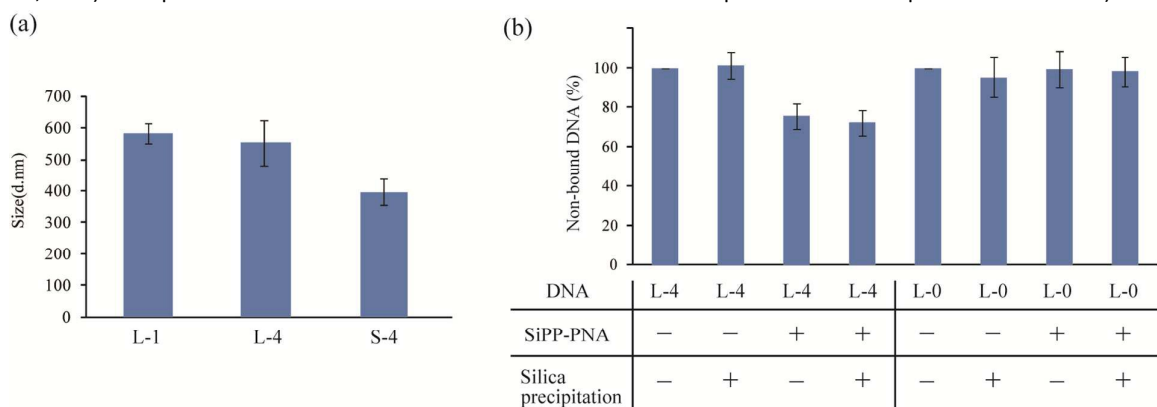 (a)
Size(d.nm)
700
600
500
400
300
200
100
0
L-1 L-4 S-4
(b)
Non-bound DNA (%)
100
80
60
40
20
0
DNA L-4 L-4 L-4 L-4 L-0 L-0 L-0 L-0
SiPP-PNA − − + + − − + +
Silica
precipitation − + − + − + − +